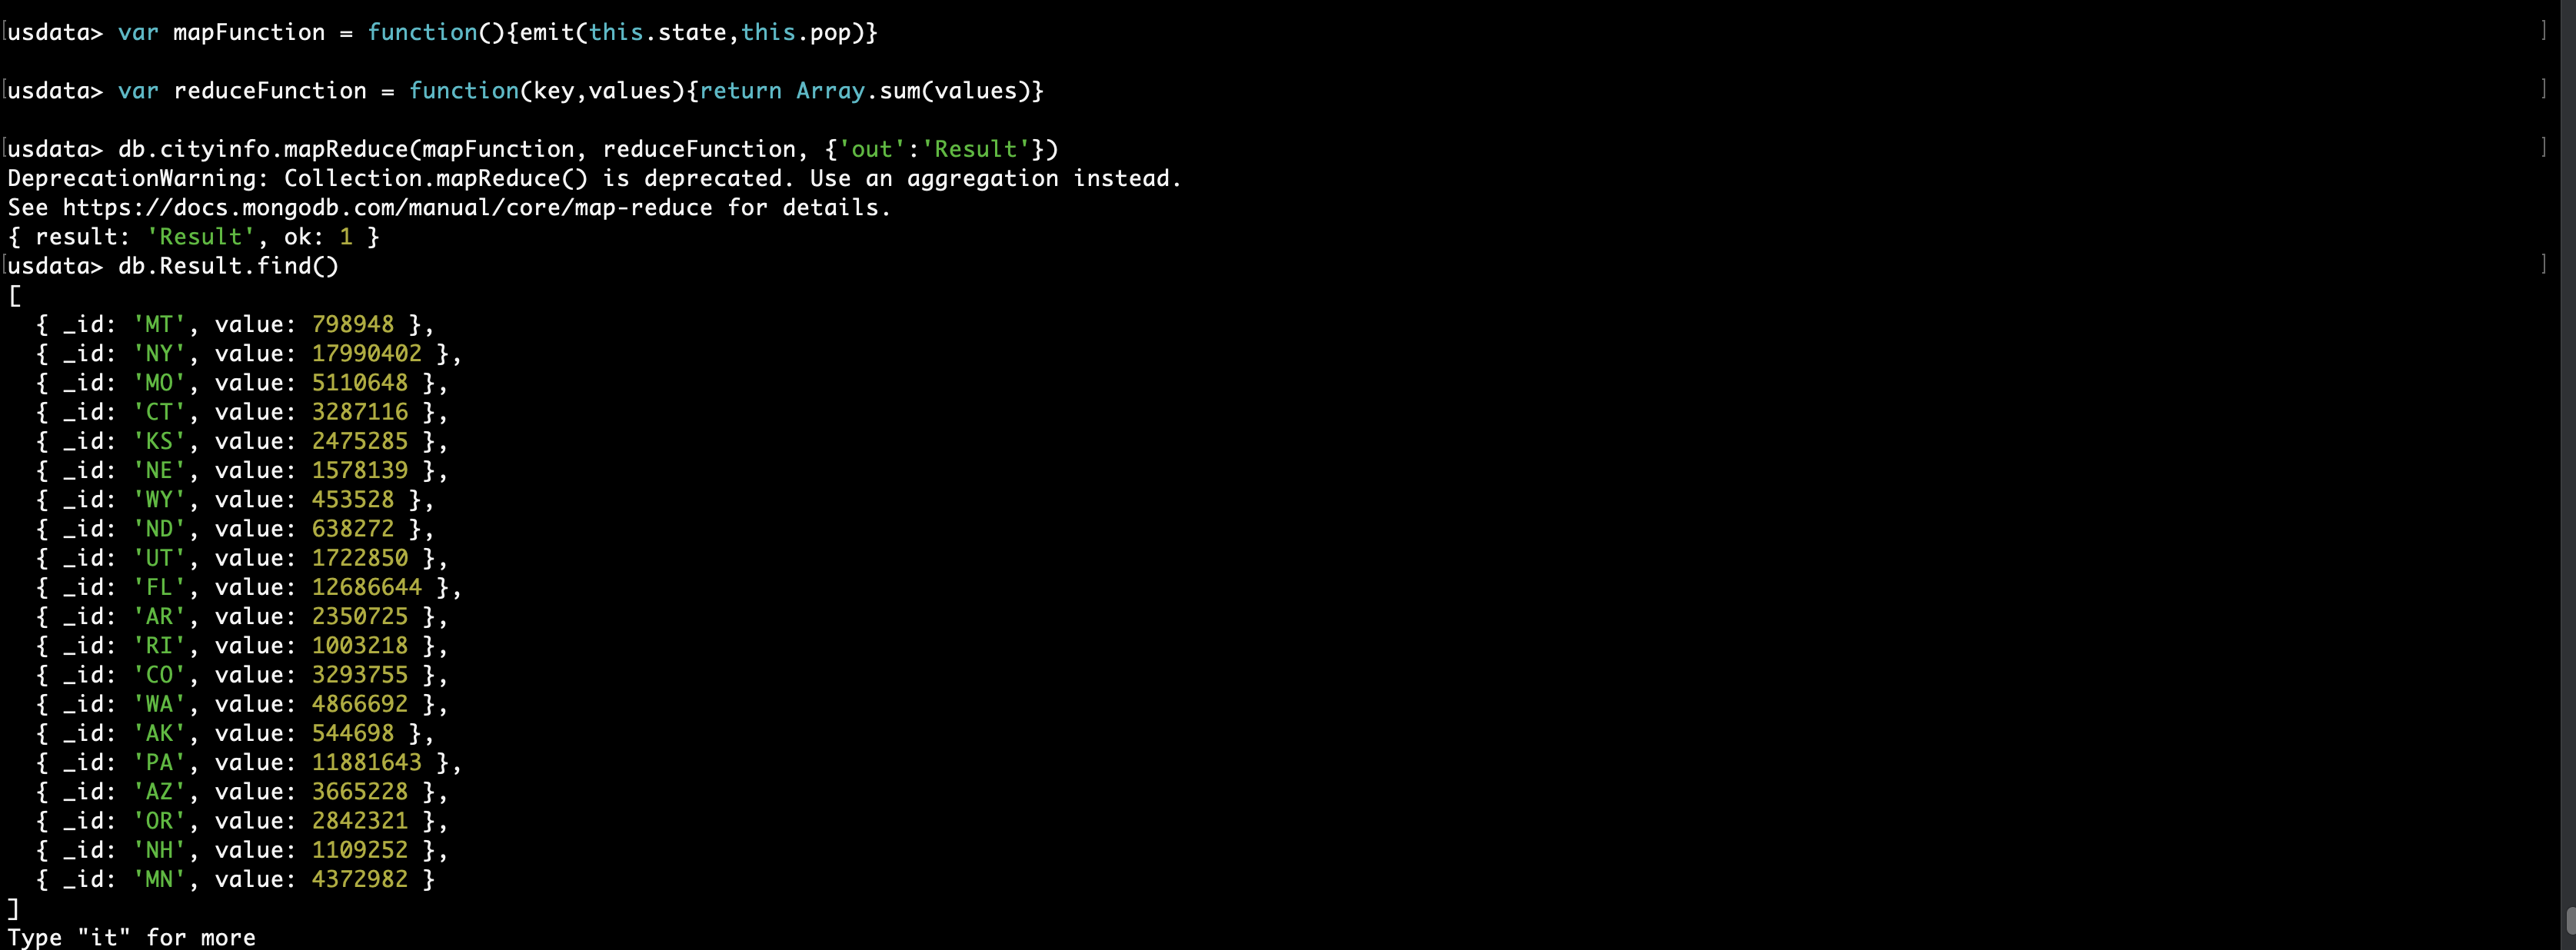 usdata> var mapFunction = function(){emit(this.state,this.pop)}
usdata> var reduceFunction = function(key,values){return Array.sum(values)}
usdata> db.cityinfo.mapReduce(mapFunction, reduceFunction, {'out':'Result'})
DeprecationWarning: Collection.mapReduce() is deprecated. Use an aggregation instead.
See https://docs.mongodb.com/manual/core/map-reduce for details.
{ result: 'Result', ok: 1 }
usdata> db.Result.find()
[
  { _id: 'MT', value: 798948 },
  { _id: 'NY', value: 17990402 },
  { _id: 'MO', value: 5110648 },
  { _id: 'CT', value: 3287116 },
  { _id: 'KS', value: 2475285 },
  { _id: 'NE', value: 1578139 },
  { _id: 'WY', value: 453528 },
  { _id: 'ND', value: 638272 },
  { _id: 'UT', value: 1722850 },
  { _id: 'FL', value: 12686644 },
  { _id: 'AR', value: 2350725 },
  { _id: 'RI', value: 1003218 },
  { _id: 'CO', value: 3293755 },
  { _id: 'WA', value: 4866692 },
  { _id: 'AK', value: 544698 },
  { _id: 'PA', value: 11881643 },
  { _id: 'AZ', value: 3665228 },
  { _id: 'OR', value: 2842321 },
  { _id: 'NH', value: 1109252 },
  { _id: 'MN', value: 4372982 }
]
Type "it" for more